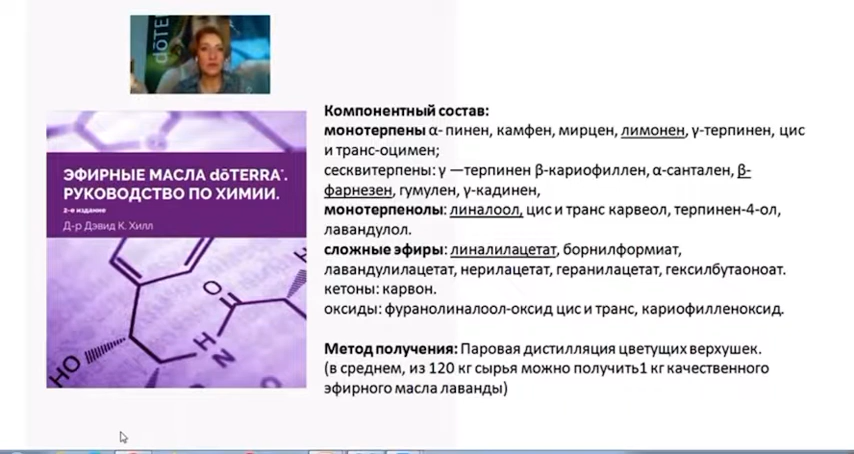 dōTE
ЭФИРНЫЕ МАСЛА dōTERRA®.
РУКОВОДСТВО ПО ХИМИИ.
2-е издание
Д-р Дэвид К. Хилл
O
HO
N
H
H
Компонентный состав:
монотерпены α- пинен, камфен, мирцен, лимонен, γ-терпинен, цис
и транс-оцимен;
сесквитерпены: γ —терпинен β-кариофиллен, α-сантален, β-
фарнезен, гумулен, γ-кадинен,
монотерпенолы: линалоол, цис и транс карвеол, терпинен-4-ол,
лавандулол.
сложные эфиры: линалилацетат, борнилформиат,
лавандулилацетат, нерилацетат, геранилацетат, гексилбутаоноат.
кетоны: карвон.
оксиды: фуранолиналоол-оксид цис и транс, кариофилленоксид.
Метод получения: Паровая дистилляция цветущих верхушек.
(в среднем, из 120 кг сырья можно получить1 кг качественного
эфирного масла лаванды)